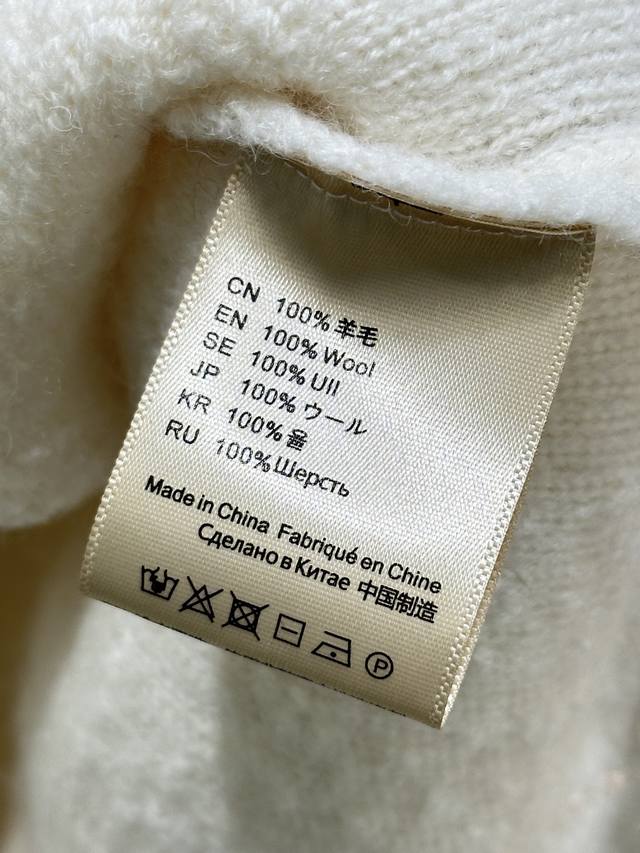 CN 100% 羊毛
EN 100% Wool
SE 100% Ull
JP 100% ウール
KR 100% 울
RU 100% Шерсть
Made in China Fabriqué en Chine
Сделано в Китае 中国制造
P